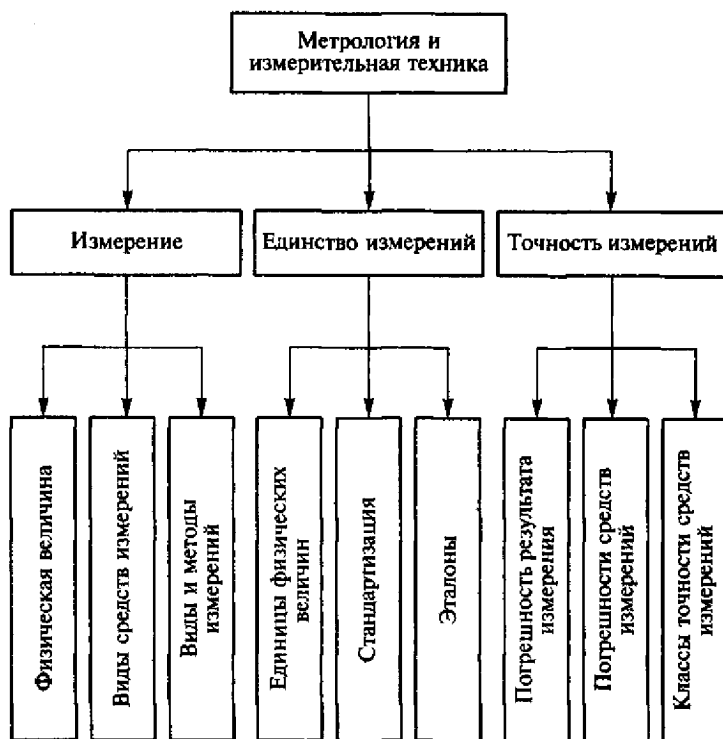 Метрология и
измерительная техника
Измерение
Единство измерений
Точность измерений
Физическая величина
Виды средств измерений
Виды и методы
измерений
Единицы физических
величин
Стандартизация
Эталоны
Погрешность результата
измерения
Погрешности средств
измерений
Классы точности средств
измерений